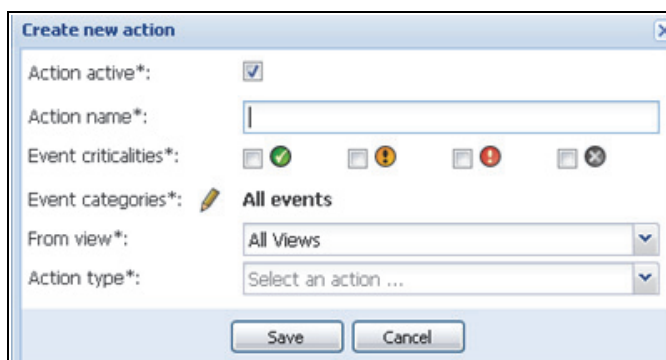 Create new action
Action active*:
Action name*:
Event criticalities*:
Event categories*: All events
From view*: All Views
Action type*: Select an action ...
Save Cancel